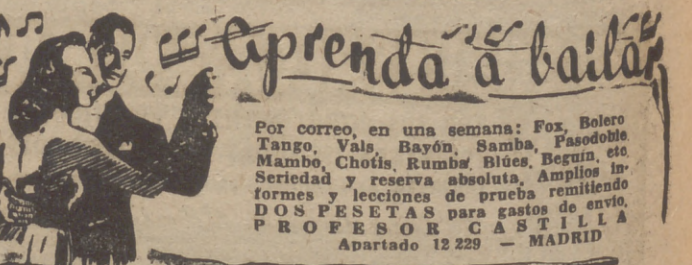 Aprenda a bailar
Por correo, en una semana: Fox, Bolero
Tango, Vals, Bayón, Samba, Pasodoble
Mambo, Chotis, Rumba, Blúes, Beguin, etc
Seriedad y reserva absoluta. Amplios in-
formes y lecciones de prueba remitiendo
DOS PESETAS para gastos de envío,
PROFESOR CASTILLA
Apartado 12 229 — MADRID